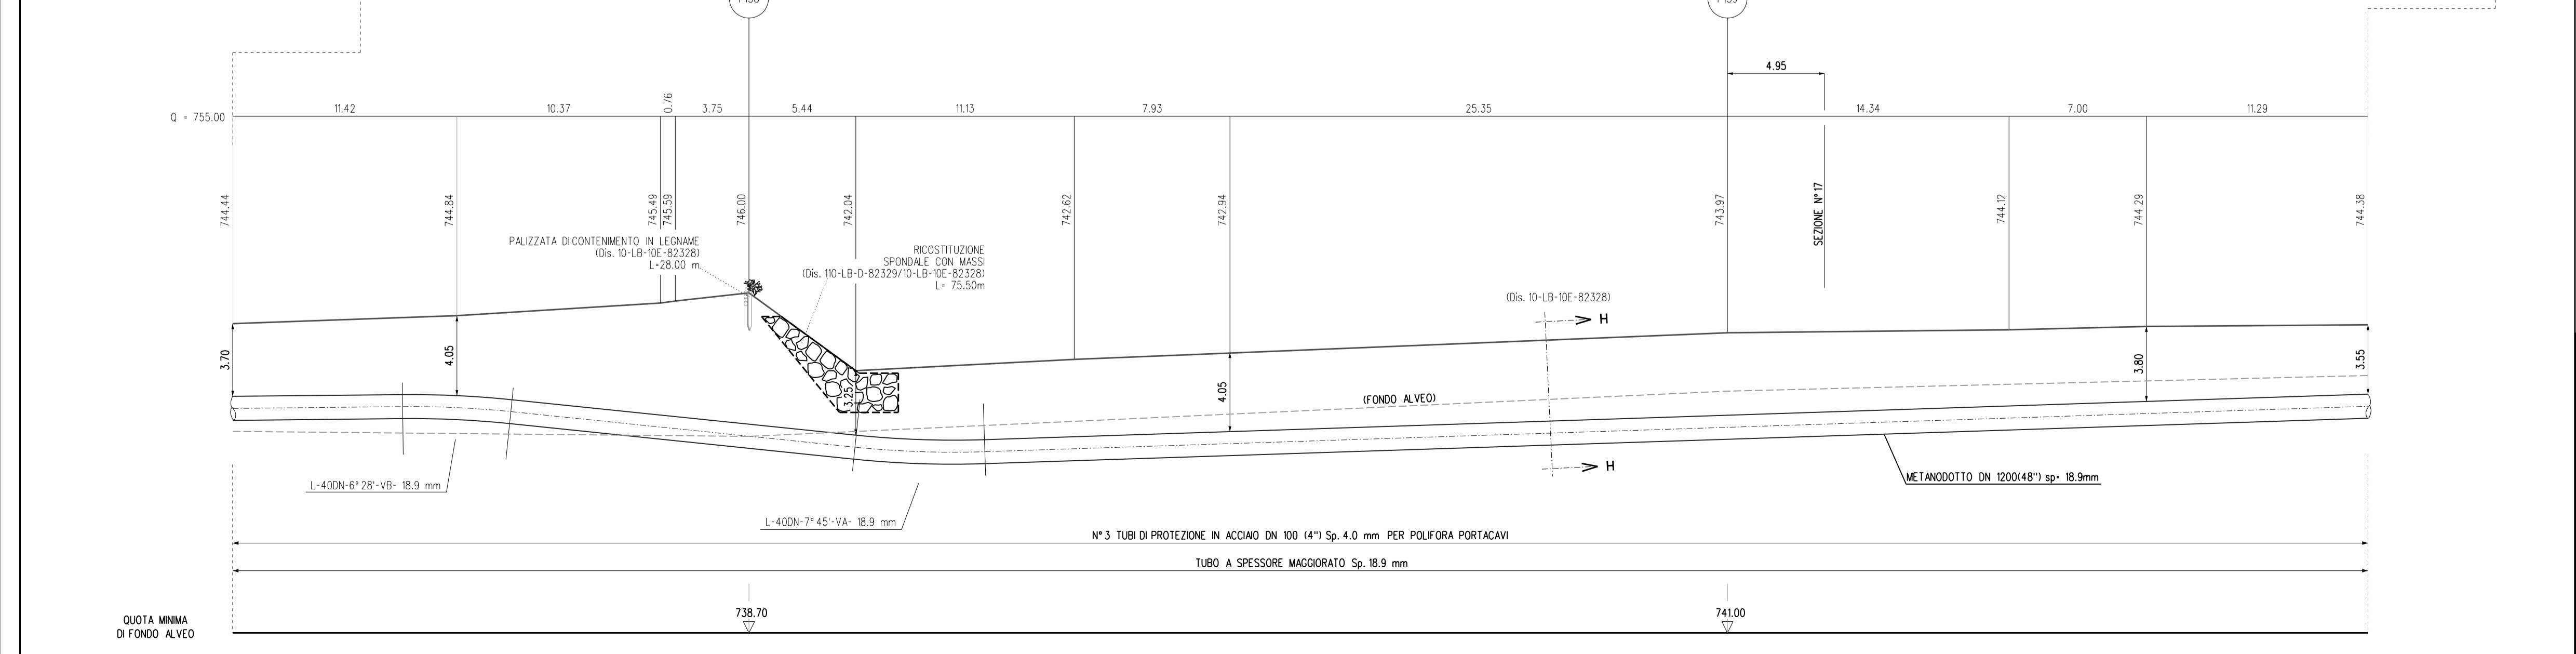 4.95
Q = 755.00
11.42
10.37
0.76
3.75
5.44
11.13
7.93
25.35
14.34
7.00
11.29
744.44
744.84
745.49
745.59
746.00
742.04
742.62
742.94
743.97
SEZIONE N°17
744.12
744.29
744.38
PALIZZATA DI CONTENIMENTO IN LEGNAME
(Dis. 10-LB-10E-82328)
L=28.00 m
RICOSTITUZIONE
SPONDALE CON MASSI
(Dis. 110-LB-D-82329/10-LB-10E-82328)
L= 75.50m
(Dis. 10-LB-10E-82328)
H
3.70
4.05
3.25
4.05
3.80
3.55
(FONDO ALVEO)
H
METANODOTTO DN 1200(48") sp= 18.9mm
L-40DN-6°28'-VB- 18.9 mm
L-40DN-7°45'-VA- 18.9 mm
N°3 TUBI DI PROTEZIONE IN ACCIAIO DN 100 (4") Sp. 4.0 mm PER POLIFORA PORTACAVI
TUBO A SPESSORE MAGGIORATO Sp. 18.9 mm
738.70
741.00
QUOTA MINIMA
DI FONDO ALVEO